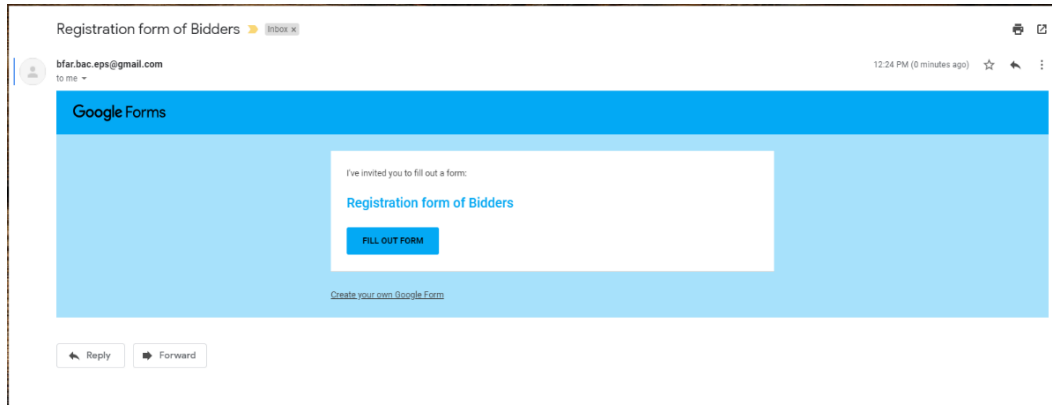 Registration form of Bidders Inbox x
bfar.bac.eps@gmail.com 12:24 PM (0 minutes ago)
to me
Google Forms
I've invited you to fill out a form:
Registration form of Bidders
FILL OUT FORM
Create your own Google Form
Reply Forward